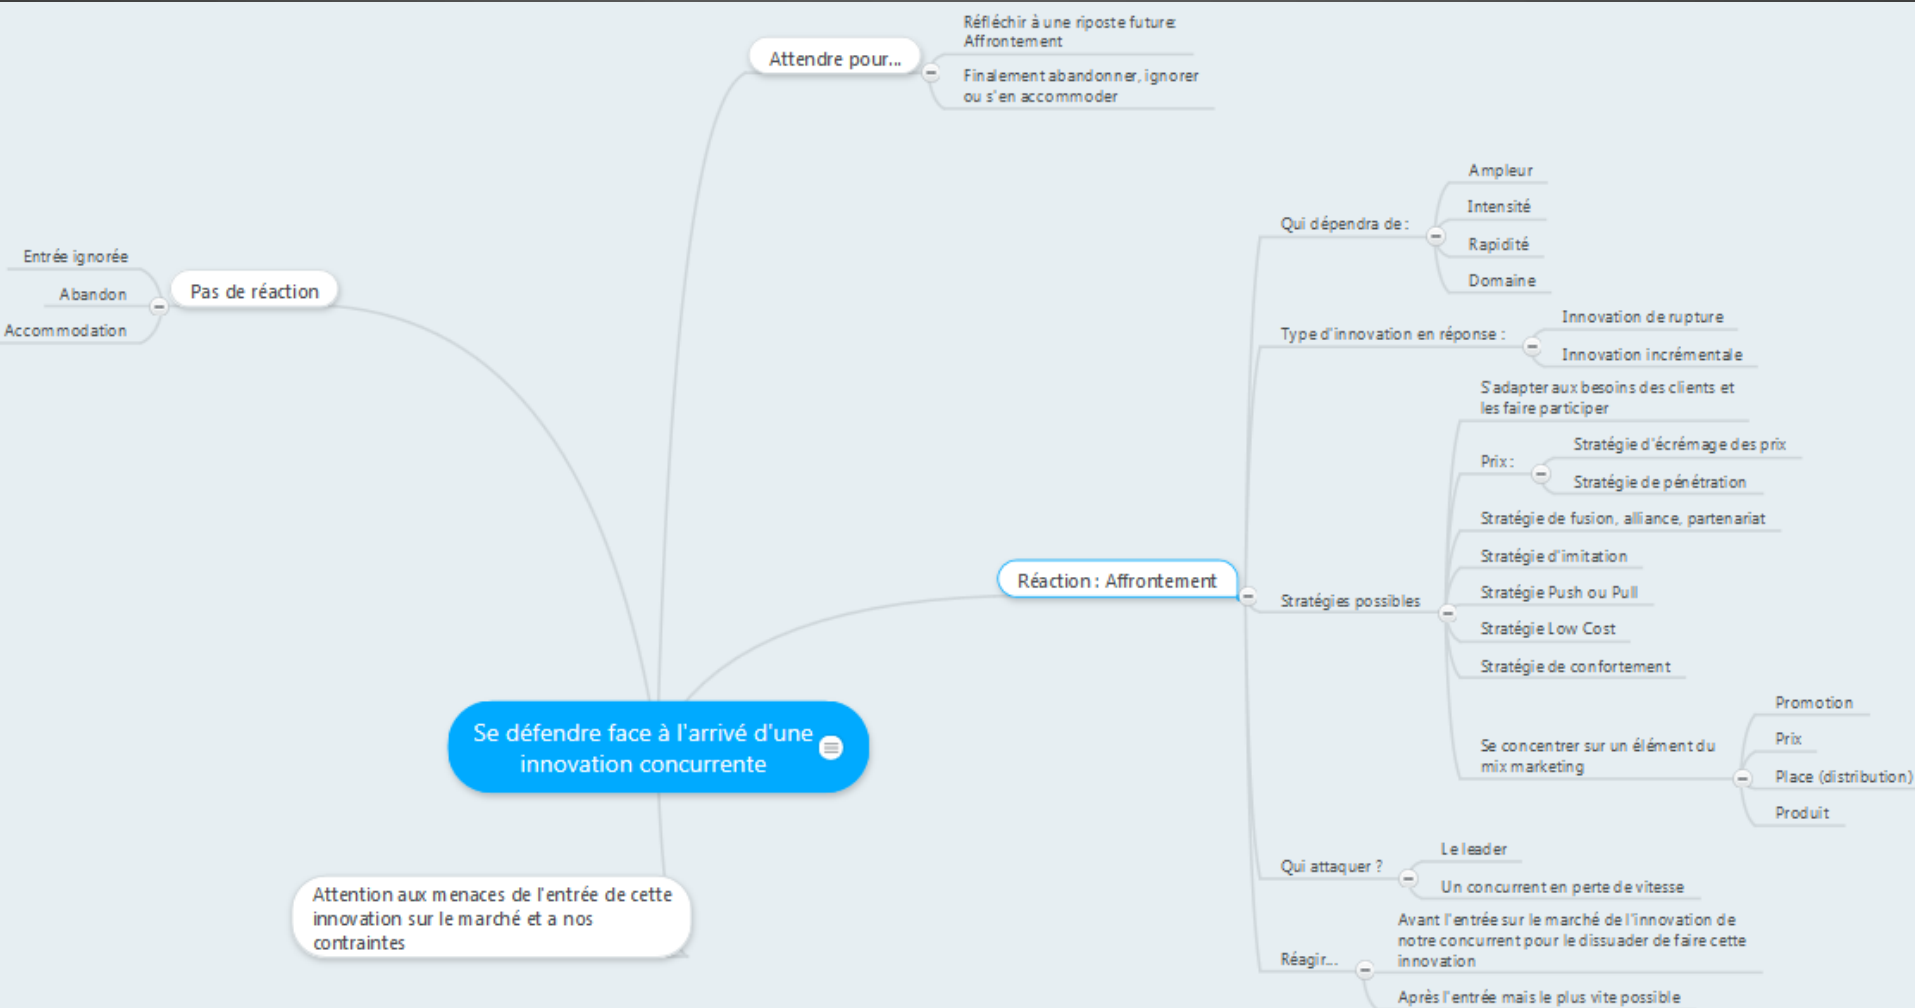 Attendre pour...
Réfléchir à une riposte future:
Affrontement
Finalement abandonner, ignorer
ou s'en accommoder
Pas de réaction
Entrée ignorée
Abandon
Accommodation
Se défendre face à l'arrivé d'une
innovation concurrente
Attention aux menaces de l'entrée de cette
innovation sur le marché et a nos
contraintes
Réaction : Affrontement
Qui dépendra de :
Ampleur
Intensité
Rapidité
Domaine
Type d'innovation en réponse :
Innovation de rupture
Innovation incrémentale
Stratégies possibles
S'adapter aux besoins des clients et
les faire participer
Prix :
Stratégie d'écrémage des prix
Stratégie de pénétration
Stratégie de fusion, alliance, partenariat
Stratégie d'imitation
Stratégie Push ou Pull
Stratégie Low Cost
Stratégie de confortement
Se concentrer sur un élément du
mix marketing
Promotion
Prix
Place (distribution)
Produit
Qui attaquer ?
Le leader
Un concurrent en perte de vitesse
Réagir...
Avant l'entrée sur le marché de l'innovation de
notre concurrent pour le dissuader de faire cette
innovation
Après l'entrée mais le plus vite possible